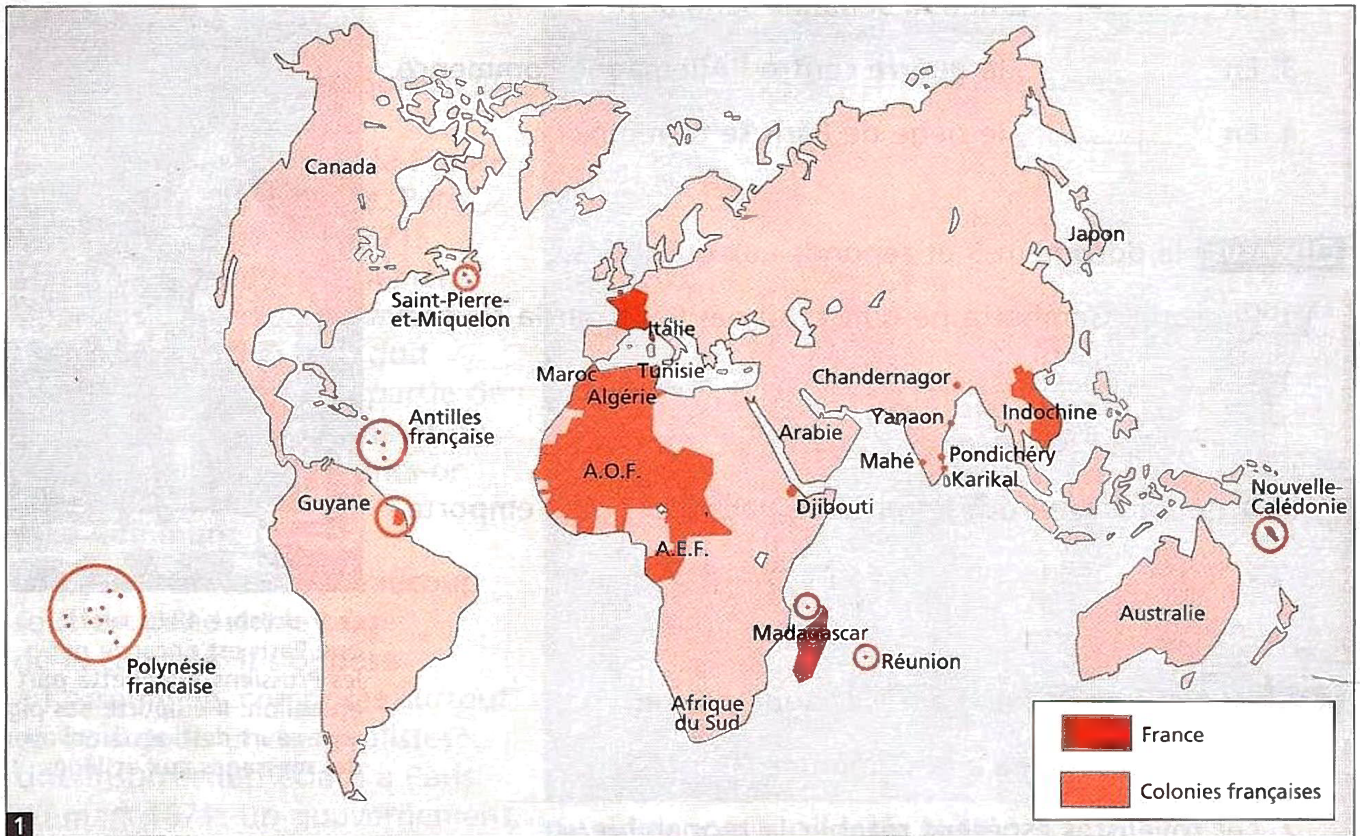 Canada
Japon
Saint-Pierre-
et-Miquelon
Italie
Maroc
Tunisie
Algérie
Chandernagor
Antilles
française
Yanaon
Indochine
Arabie
Mahé
Pondichéry
Karikal
A.O.F.
Guyane
Djibouti
Nouvelle-
Calédonie
A.E.F.
Australie
Madagascar
Réunion
Polynésie
francaise
Afrique
du Sud
France
Colonies françaises
1